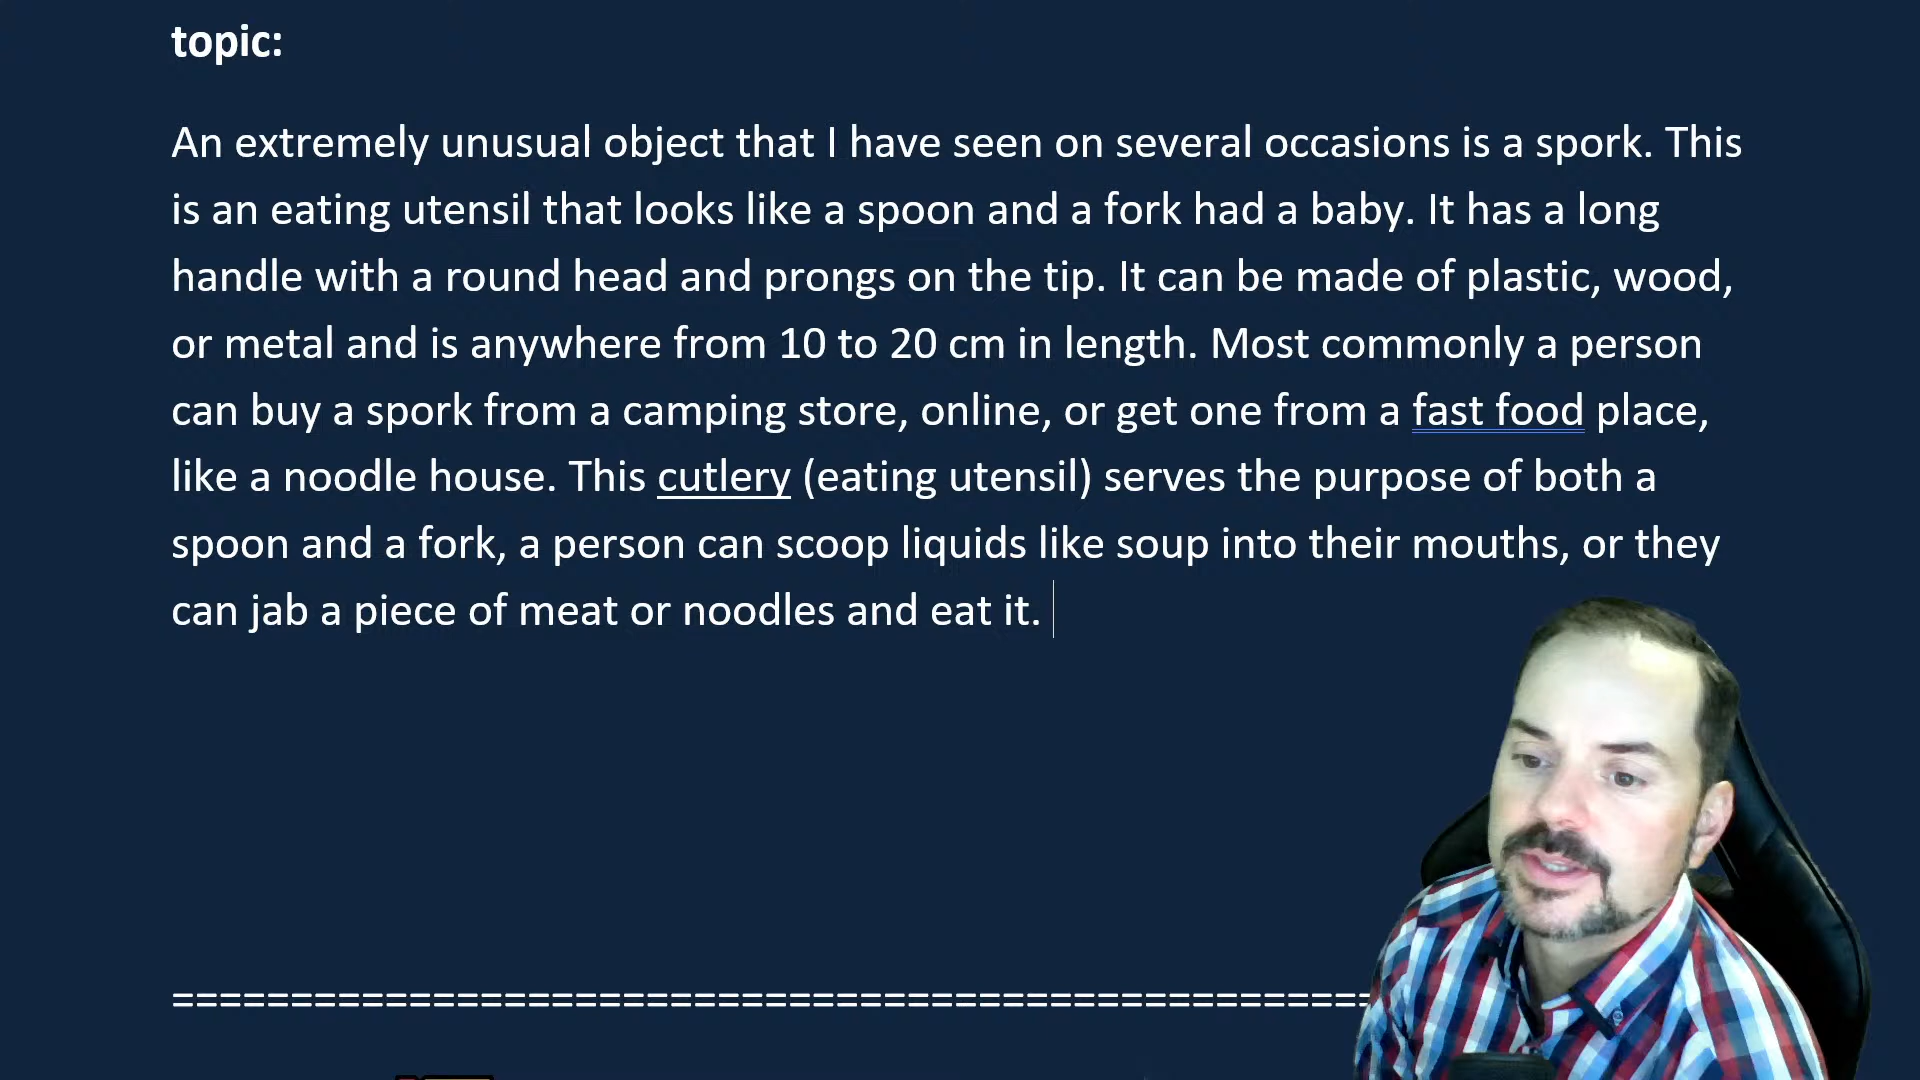 topic:
An extremely unusual object that I have seen on several occasions is a spork. This
is an eating utensil that looks like a spoon and a fork had a baby. It has a long
handle with a round head and prongs on the tip. It can be made of plastic, wood,
or metal and is anywhere from 10 to 20 cm in length. Most commonly a person
can buy a spork from a camping store, online, or get one from a fast food place,
like a noodle house. This cutlery (eating utensil) serves the purpose of both a
spoon and a fork, a person can scoop liquids like soup into their mouths, or they
can jab a piece of meat or noodles and eat it.
==================================================